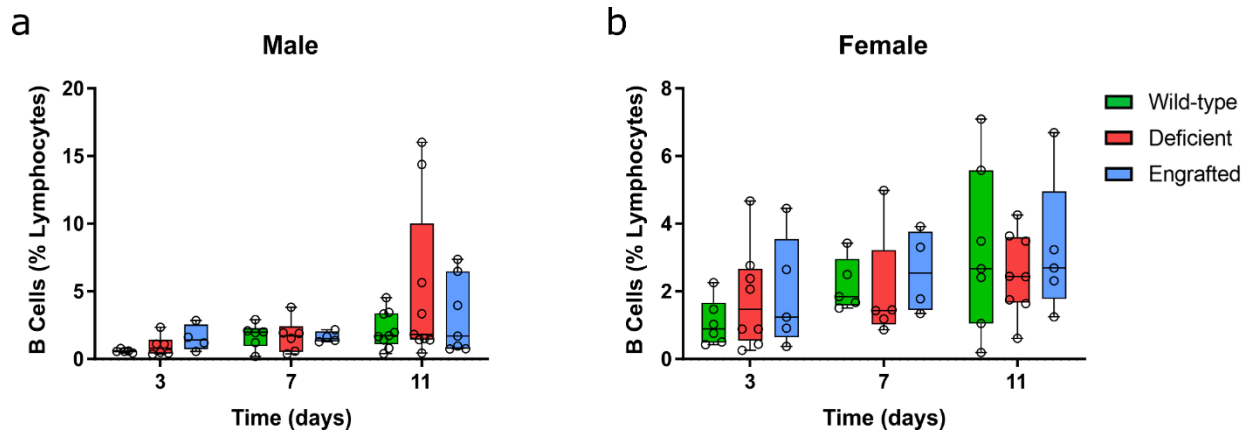 a
Male
B Cells (% Lymphocytes)
20
15
10
5
0
3 7 11
Time (days)
b
Female
B Cells (% Lymphocytes)
8
6
4
2
0
3 7 11
Time (days)
Wild-type
Deficient
Engrafted